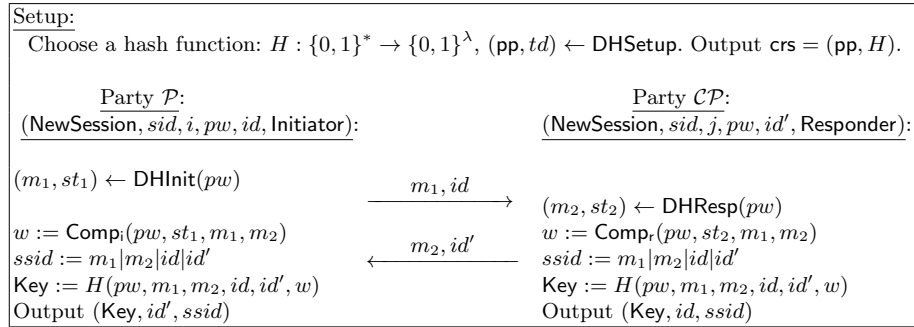 Setup:
Choose a hash function: H : {0, 1}* → {0, 1}^λ, (pp, td) ← DHSetup. Output crs = (pp, H).
Party 𝒫: Party 𝒞𝒫:
(NewSession, sid, i, pw, id, Initiator): (NewSession, sid, j, pw, id′, Responder):
(m₁, st₁) ← DHInit(pw) m₁, id
(m₂, st₂) ← DHResp(pw)
w := Compᵢ(pw, st₁, m₁, m₂) m₂, id′ w := Compᵣ(pw, st₂, m₁, m₂)
ssid := m₁|m₂|id|id′ ssid := m₁|m₂|id|id′
Key := H(pw, m₁, m₂, id, id′, w) Key := H(pw, m₁, m₂, id, id′, w)
Output (Key, id′, ssid) Output (Key, id, ssid)